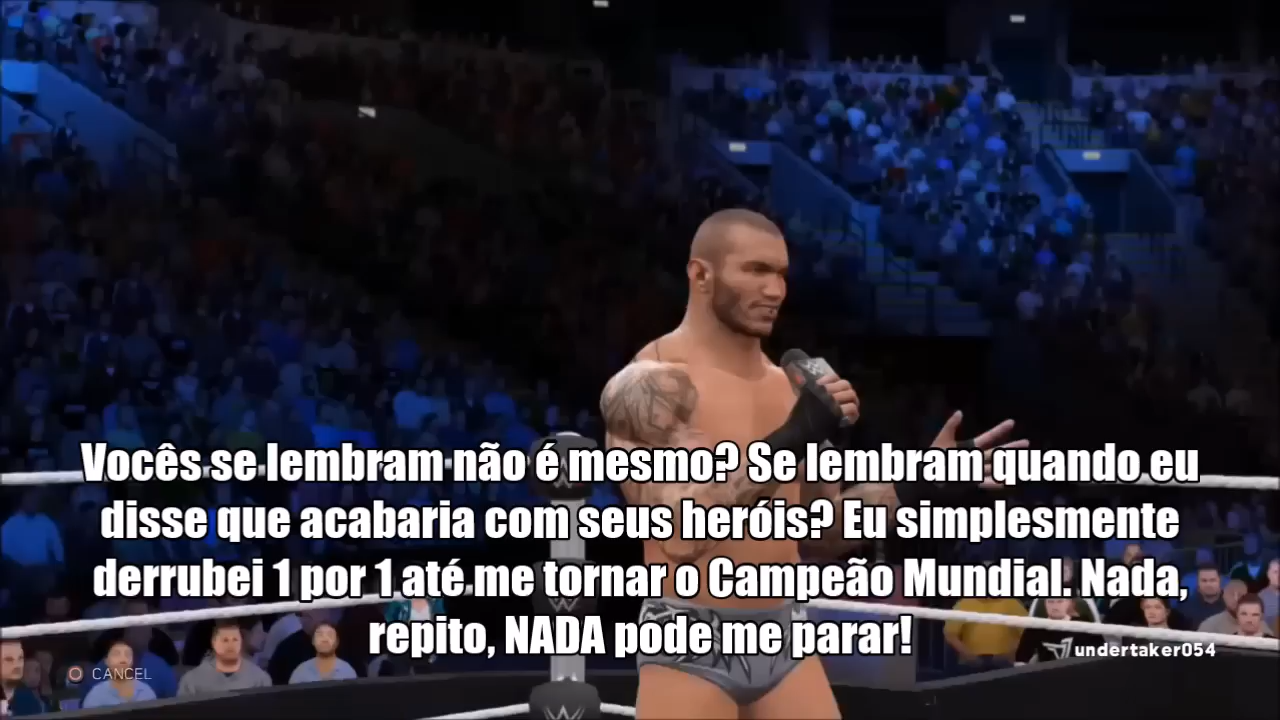 Vocês se lembram não é mesmo? Se lembram quando eu
disse que acabaria com seus heróis? Eu simplesmente
derrubei 1 por 1 até me tornar o Campeão Mundial. Nada,
repito, NADA pode me parar!
undertaker054
CANCEL